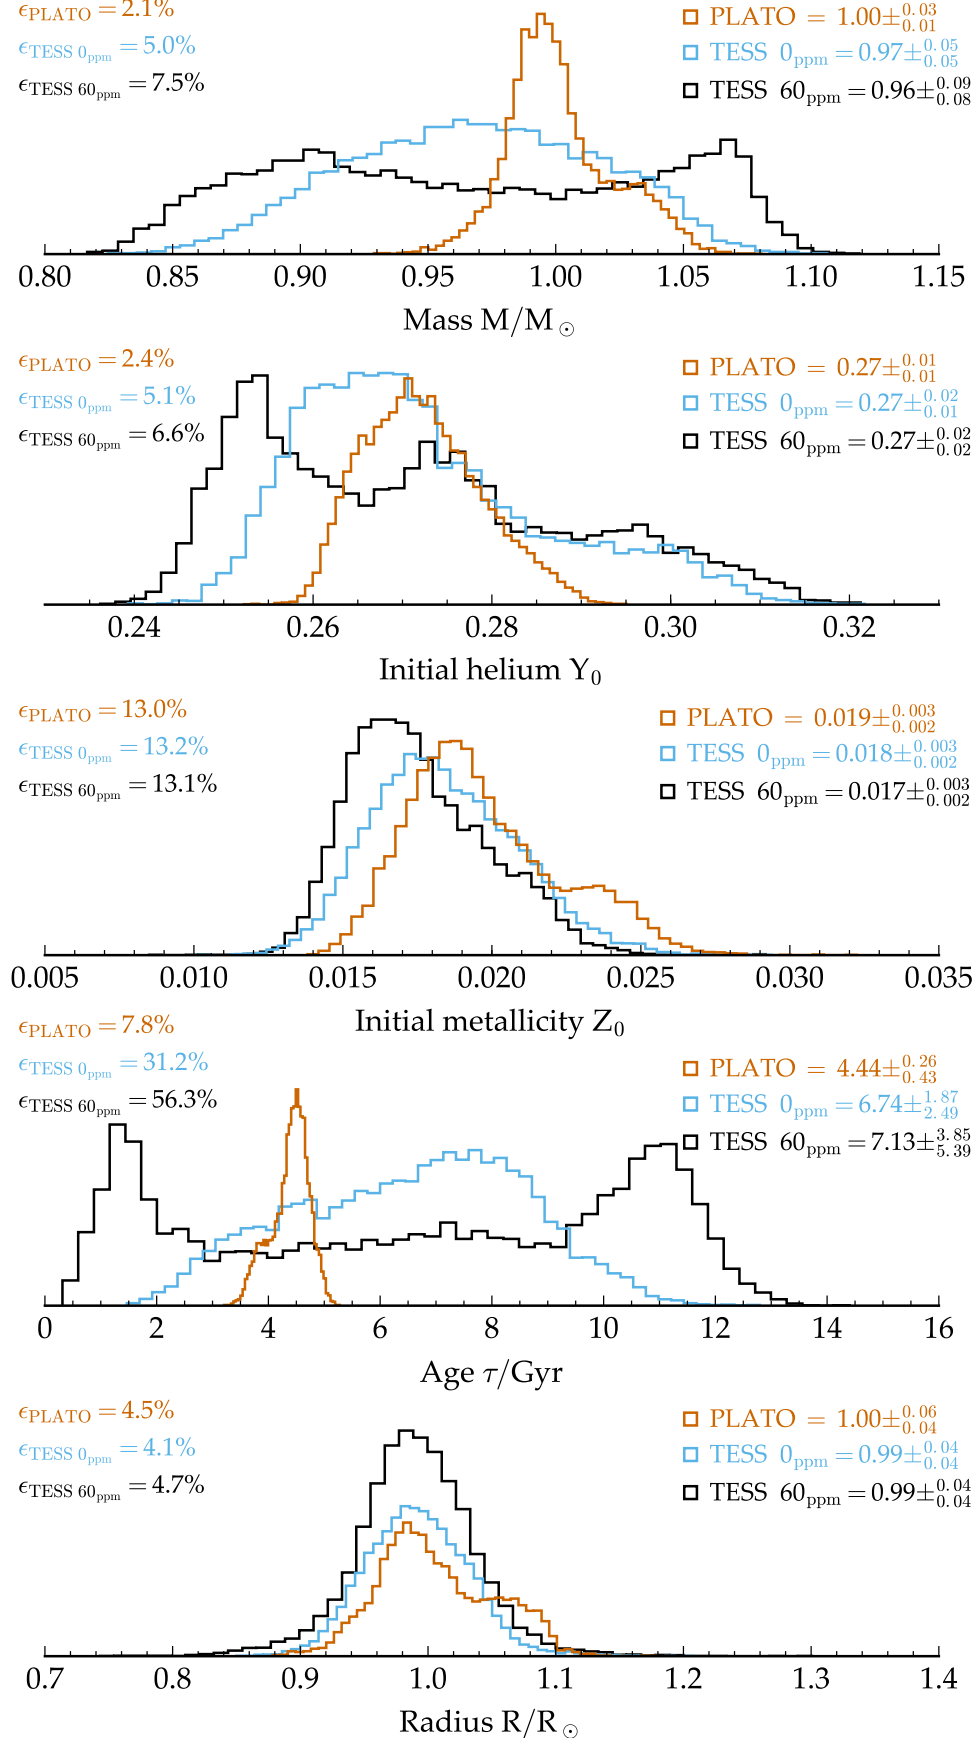 ϵPLATO = 2.1%
ϵTESS 0ppm = 5.0%
ϵTESS 60ppm = 7.5%
PLATO = 1.00±0.03 0.01
TESS 0ppm = 0.97±0.05 0.05
TESS 60ppm = 0.96±0.09 0.08
0.80 0.85 0.90 0.95 1.00 1.05 1.10 1.15
Mass M/M⊙
ϵPLATO = 2.4%
ϵTESS 0ppm = 5.1%
ϵTESS 60ppm = 6.6%
PLATO = 0.27±0.01 0.01
TESS 0ppm = 0.27±0.02 0.01
TESS 60ppm = 0.27±0.02 0.02
0.24 0.26 0.28 0.30 0.32
Initial helium Y0
ϵPLATO = 13.0%
ϵTESS 0ppm = 13.2%
ϵTESS 60ppm = 13.1%
PLATO = 0.019±0.003 0.002
TESS 0ppm = 0.018±0.003 0.002
TESS 60ppm = 0.017±0.003 0.002
0.005 0.010 0.015 0.020 0.025 0.030 0.035
Initial metallicity Z0
ϵPLATO = 7.8%
ϵTESS 0ppm = 31.2%
ϵTESS 60ppm = 56.3%
PLATO = 4.44±0.26 0.43
TESS 0ppm = 6.74±1.87 2.49
TESS 60ppm = 7.13±3.85 5.39
0 2 4 6 8 10 12 14 16
Age τ/Gyr
ϵPLATO = 4.5%
ϵTESS 0ppm = 4.1%
ϵTESS 60ppm = 4.7%
PLATO = 1.00±0.06 0.04
TESS 0ppm = 0.99±0.04 0.04
TESS 60ppm = 0.99±0.04 0.04
0.7 0.8 0.9 1.0 1.1 1.2 1.3 1.4
Radius R/R⊙